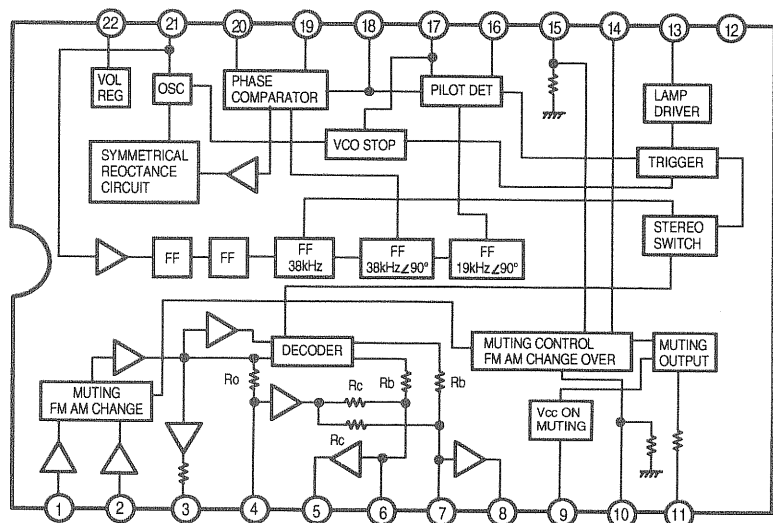 22 21 20 19 18 17 16 15 14 13 12
VOL
REG
OSC
PHASE
COMPARATOR
PILOT DET
LAMP
DRIVER
VCO STOP
TRIGGER
SYMMETRICAL
REOCTANCE
CIRCUIT
STEREO
SWITCH
FF
FF
FF
38kHz
FF
38kHz∠90°
FF
19kHz∠90°
DECODER
MUTING CONTROL
FM AM CHANGE OVER
MUTING
OUTPUT
Ro
Rc
Rb
Rb
MUTING
FM AM CHANGE
Rc
Vcc ON
MUTING
1 2 3 4 5 6 7 8 9 10 11